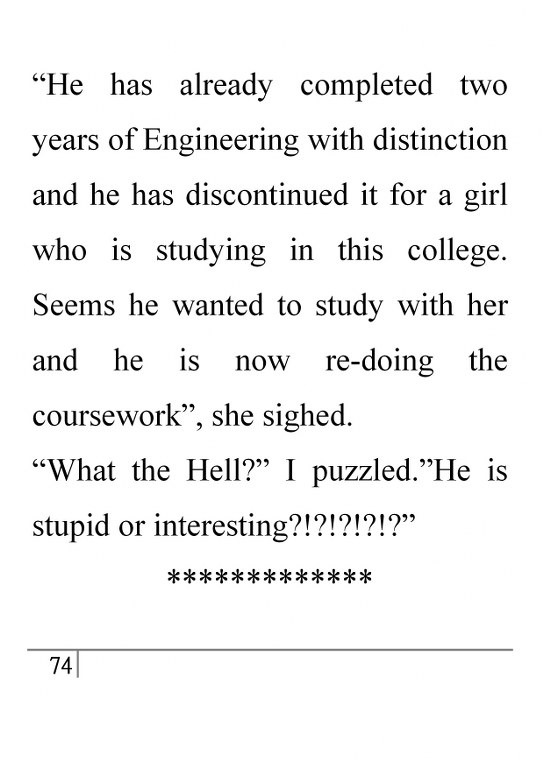 “He has already completed two
years of Engineering with distinction
and he has discontinued it for a girl
who is studying in this college.
Seems he wanted to study with her
and he is now re-doing the
coursework”, she sighed.
“What the Hell?” I puzzled.”He is
stupid or interesting?!?!?!?!?”
*************
74